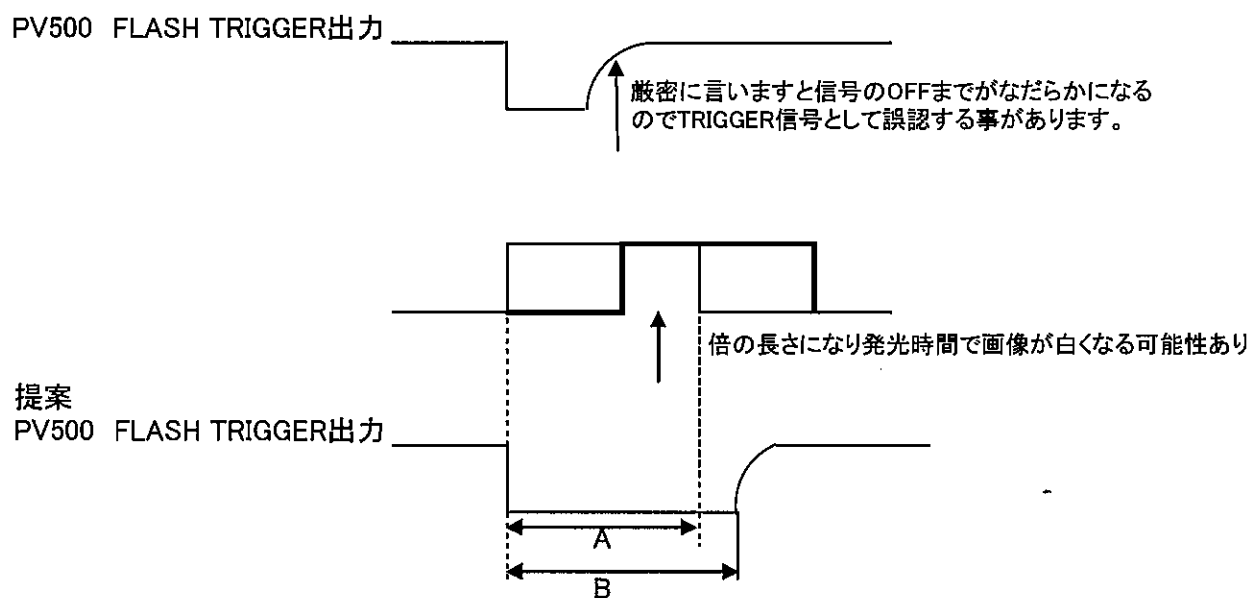 PV500 FLASH TRIGGER出力
厳密に言いますと信号のOFFまでがなだらかになる
のでTRIGGER信号として誤認する事があります。
倍の長さになり発光時間で画像が白くなる可能性あり
提案
PV500 FLASH TRIGGER出力
A
B